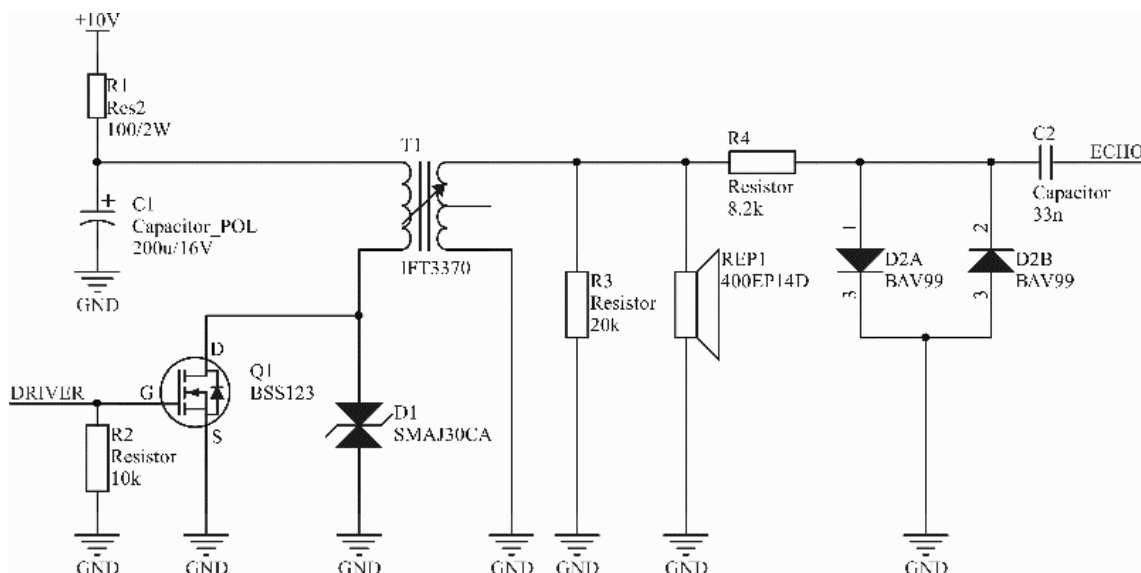 +10V
R1
Res2
100/2W
+
C1
Capacitor_POL
200u/16V
GND
T1
IFT3370
R4
Resistor
8.2k
C2
ECHO
Capacitor
33n
1
D2A
BAV99
3
2
D2B
BAV99
3
REP1
400EP14D
R3
Resistor
20k
GND
DRIVER
G
D
S
Q1
BSS123
R2
Resistor
10k
D1
SMAJ30CA
GND
GND
GND
GND
GND
GND